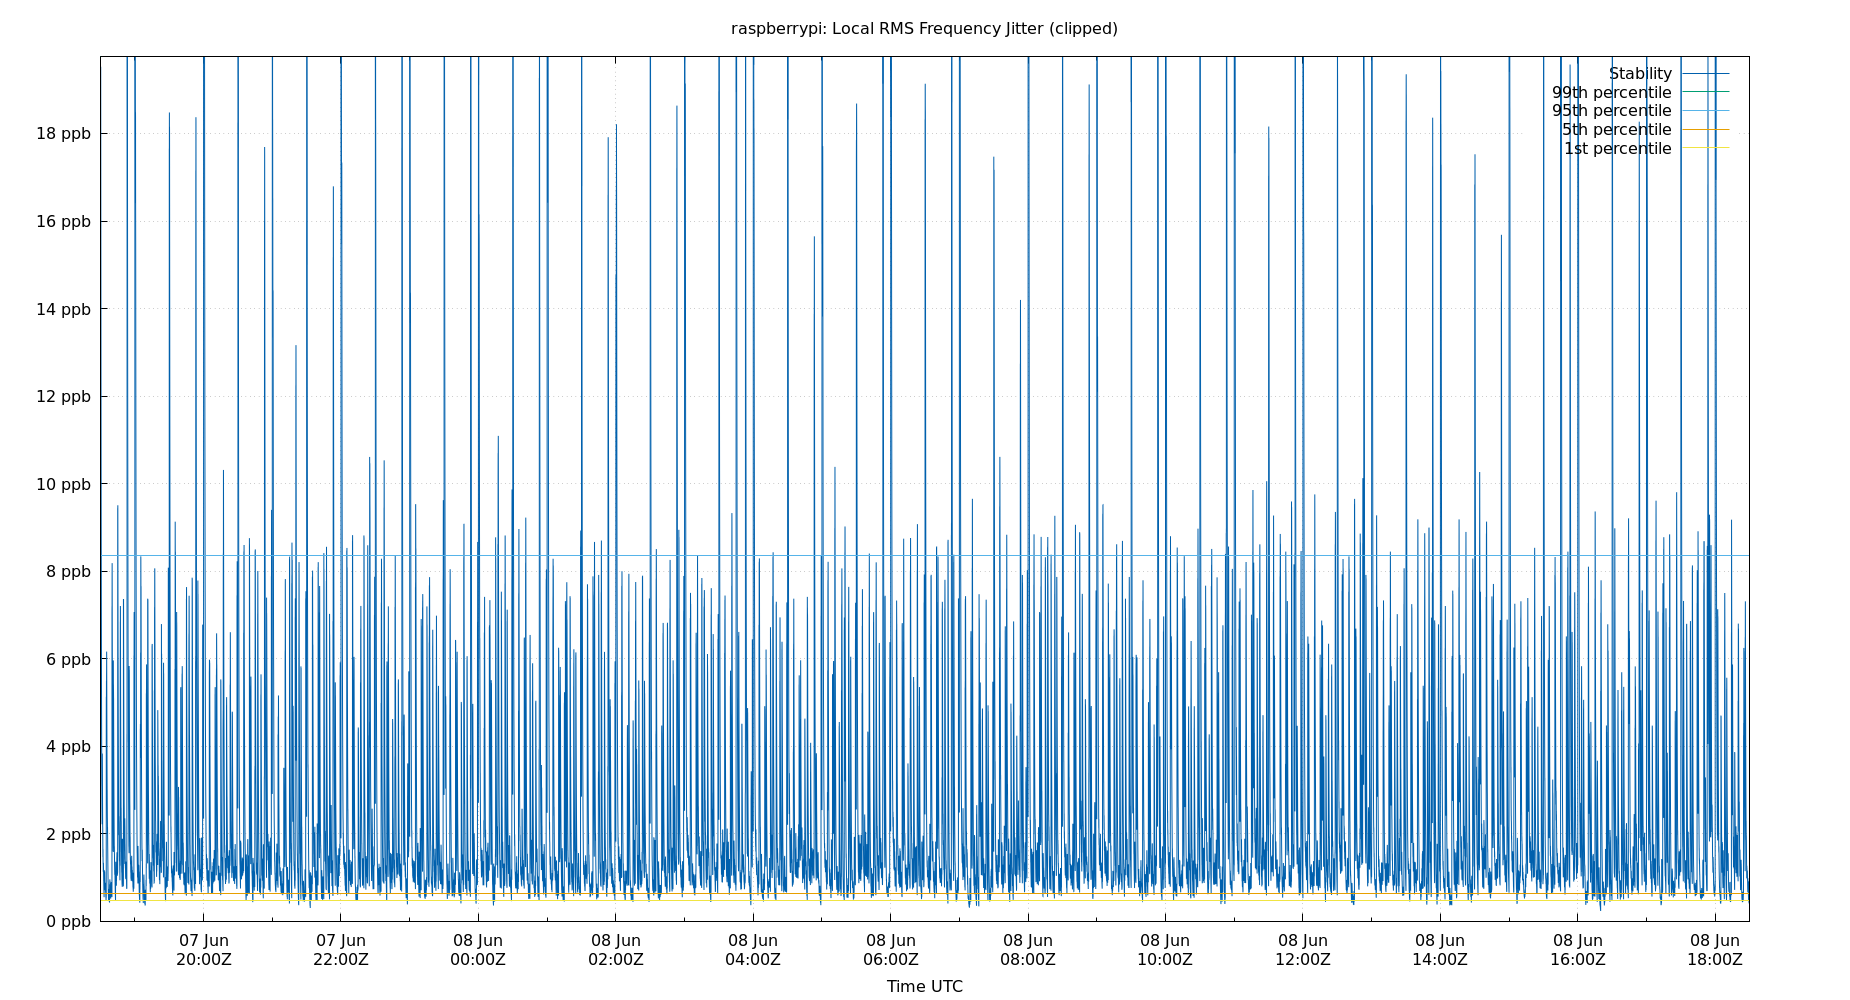 raspberrypi: Local RMS Frequency Jitter (clipped)
Stability
99th percentile
95th percentile
5th percentile
1st percentile
18 ppb
16 ppb
14 ppb
12 ppb
10 ppb
8 ppb
6 ppb
4 ppb
2 ppb
0 ppb
07 Jun 07 Jun 08 Jun 08 Jun 08 Jun 08 Jun 08 Jun 08 Jun 08 Jun 08 Jun 08 Jun 08 Jun
20:00Z 22:00Z 00:00Z 02:00Z 04:00Z 06:00Z 08:00Z 10:00Z 12:00Z 14:00Z 16:00Z 18:00Z
Time UTC